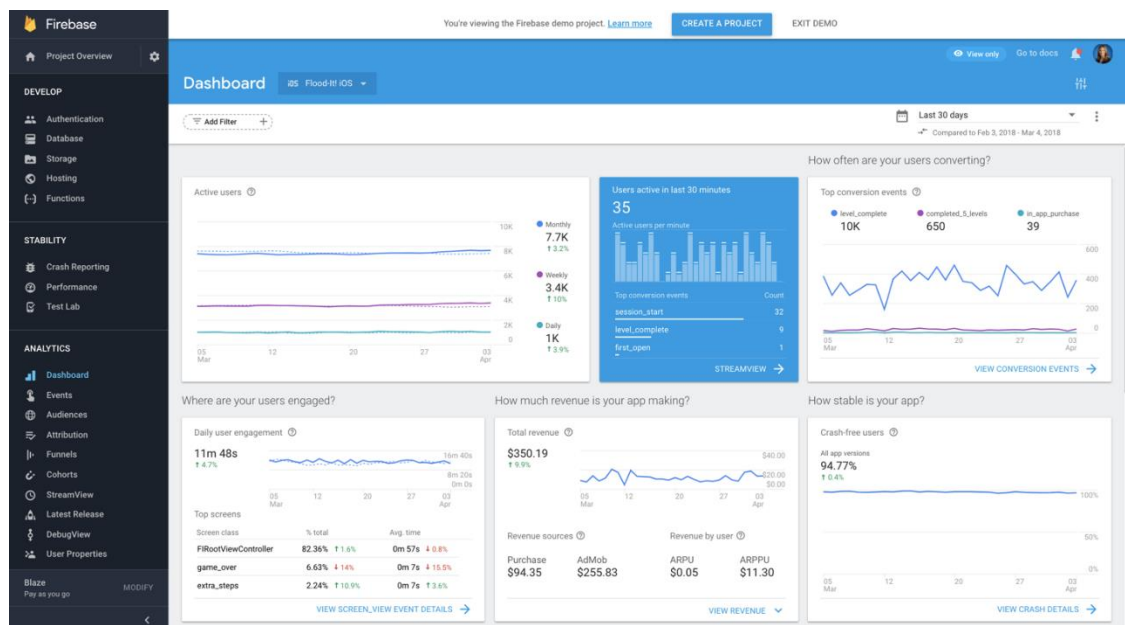 Firebase
You're viewing the Firebase demo project. Learn more
CREATE A PROJECT
EXIT DEMO
Project Overview
View only
Go to docs
Dashboard
iOS Flood-It! iOS
DEVELOP
Authentication
Database
Storage
Hosting
Functions
STABILITY
Crash Reporting
Performance
Test Lab
ANALYTICS
Dashboard
Events
Audiences
Attribution
Funnels
Cohorts
StreamView
Latest Release
DebugView
User Properties
Blaze
Pay as you go
MODIFY
Add Filter +
Last 30 days
Compared to Feb 3, 2018 - Mar 4, 2018
Active users
10K
8K
6K
4K
2K
0
05 Mar
12
20
27
03 Apr
Monthly
7.7K
3.2%
Weekly
3.4K
10%
Daily
1K
3.9%
Users active in last 30 minutes
35
Active users per minute
Top conversion events Count
session_start 32
level_complete 9
first_open 1
STREAMVIEW
How often are your users converting?
Top conversion events
level_complete
10K
completed_5_levels
650
in_app_purchase
39
600
400
200
0
05 Mar
12
20
27
03 Apr
VIEW CONVERSION EVENTS
Where are your users engaged?
Daily user engagement
11m 48s
4.7%
16m 40s
8m 20s
0m 0s
05 Mar
12
20
27
03 Apr
Top screens
Screen class % total Avg. time
FIRootViewController 82.36% 1.6% 0m 57s 0.8%
game_over 6.63% 14% 0m 7s 15.5%
extra_steps 2.24% 10.9% 0m 7s 3.6%
VIEW SCREEN_VIEW EVENT DETAILS
How much revenue is your app making?
Total revenue
$350.19
9.9%
$40.00
$20.00
$0.00
05 Mar
12
20
27
03 Apr
Revenue sources
Revenue by user
Purchase AdMob ARPU ARPPU
$94.35 $255.83 $0.05 $11.30
VIEW REVENUE
How stable is your app?
Crash-free users
All app versions
94.77%
0.4%
100%
50%
0%
05 Mar
12
20
27
03 Apr
VIEW CRASH DETAILS